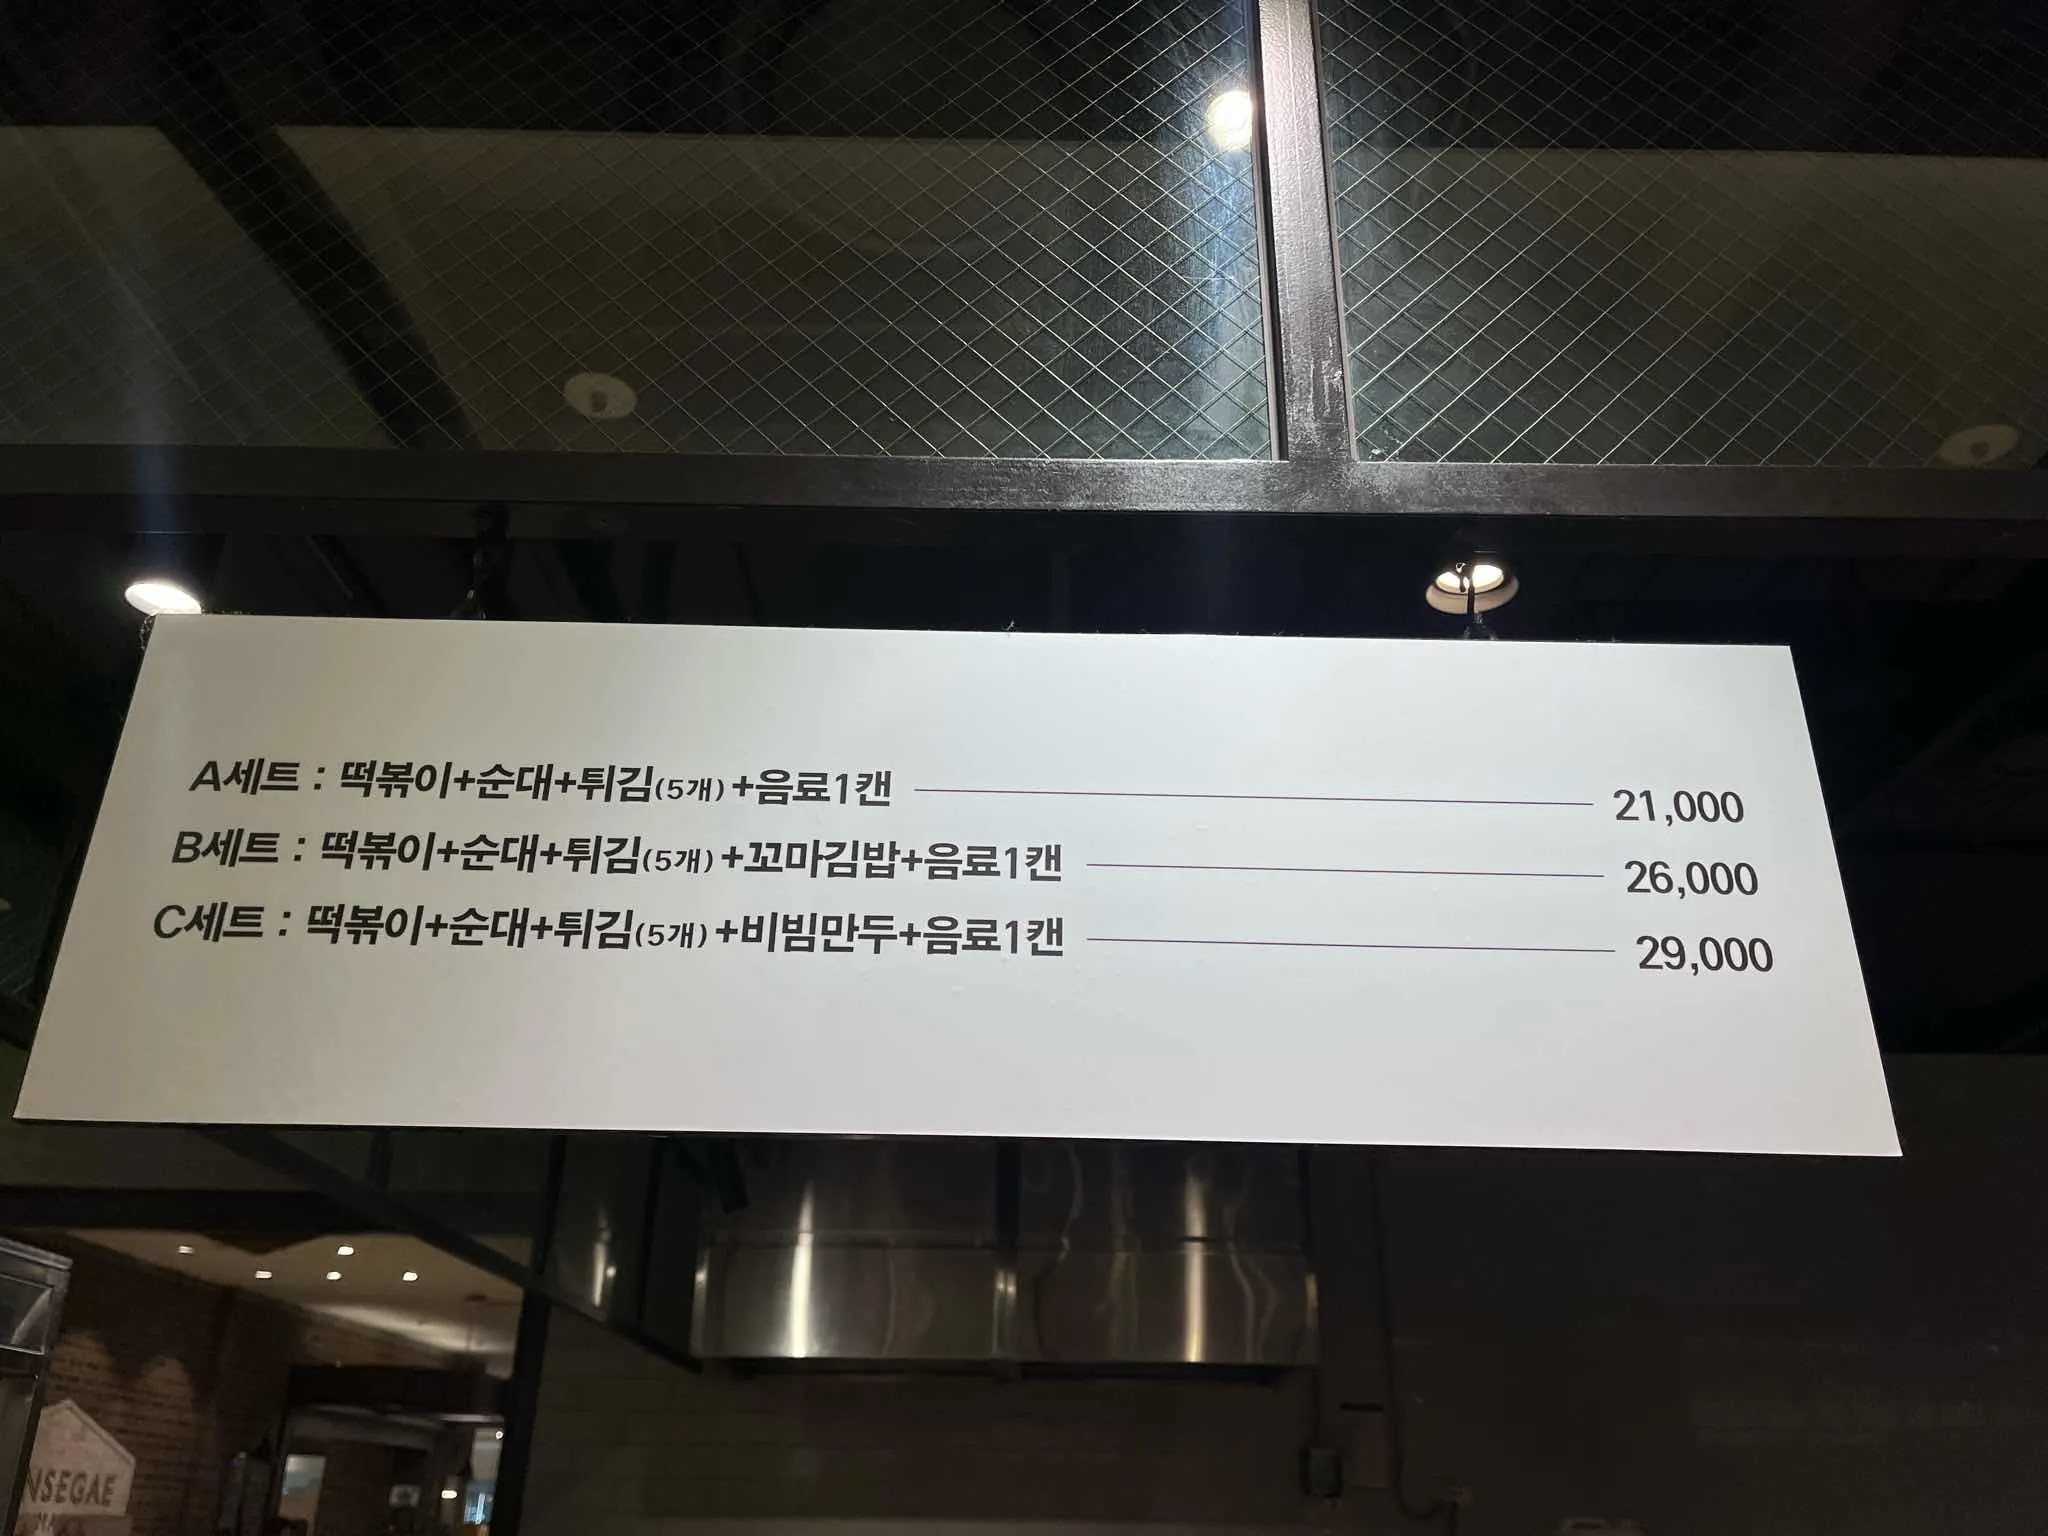 A세트 : 떡볶이+순대+튀김(5개)+음료1캔 21,000
B세트 : 떡볶이+순대+튀김(5개)+꼬마김밥+음료1캔 26,000
C세트 : 떡볶이+순대+튀김(5개)+비빔만두+음료1캔 29,000
NSEGAE